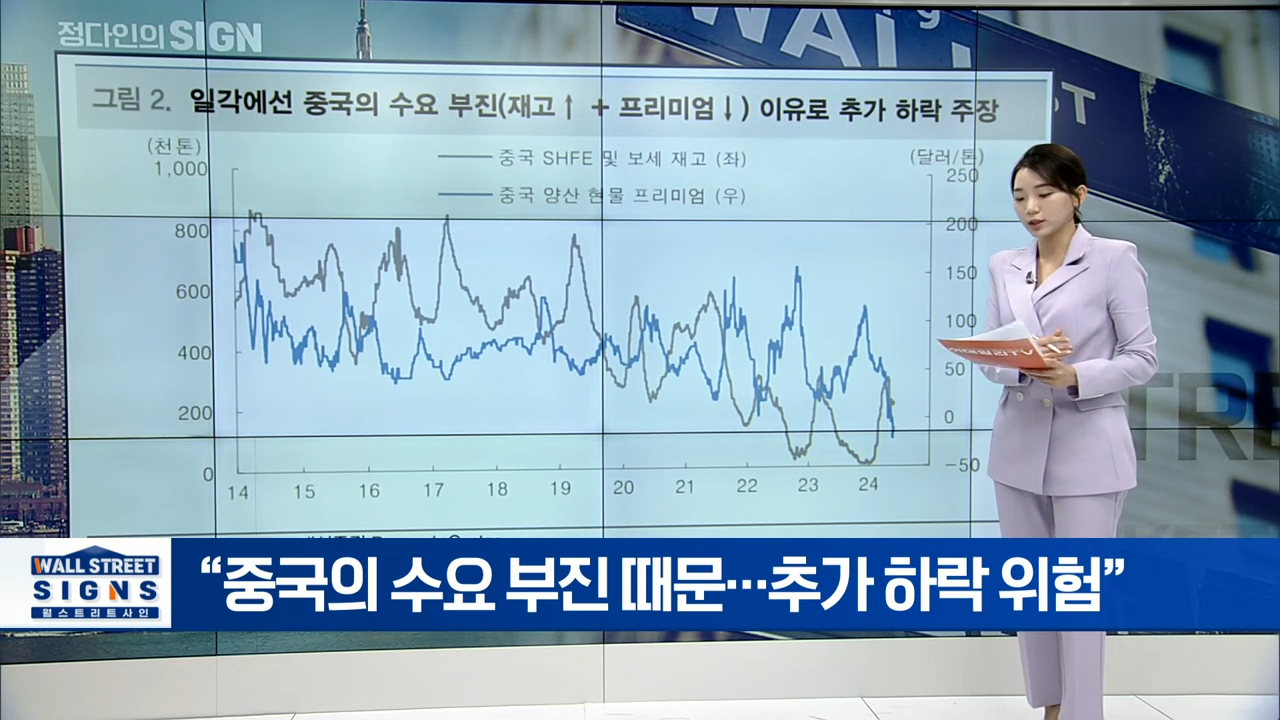 정다인의 SIGN
WALL ST
그림 2. 일각에선 중국의 수요 부진(재고↑ + 프리미엄↓) 이유로 추가 하락 주장
(천톤)
(달러/톤)
중국 SHFE 및 보세 재고 (좌)
중국 양산 현물 프리미엄 (우)
1,000
800
600
400
200
0
250
200
150
100
50
0
-50
14 15 16 17 18 19 20 21 22 23 24
TRE
WALL STREET
SIGNS
월스트리트사인
“중국의 수요 부진 때문…추가 하락 위험”